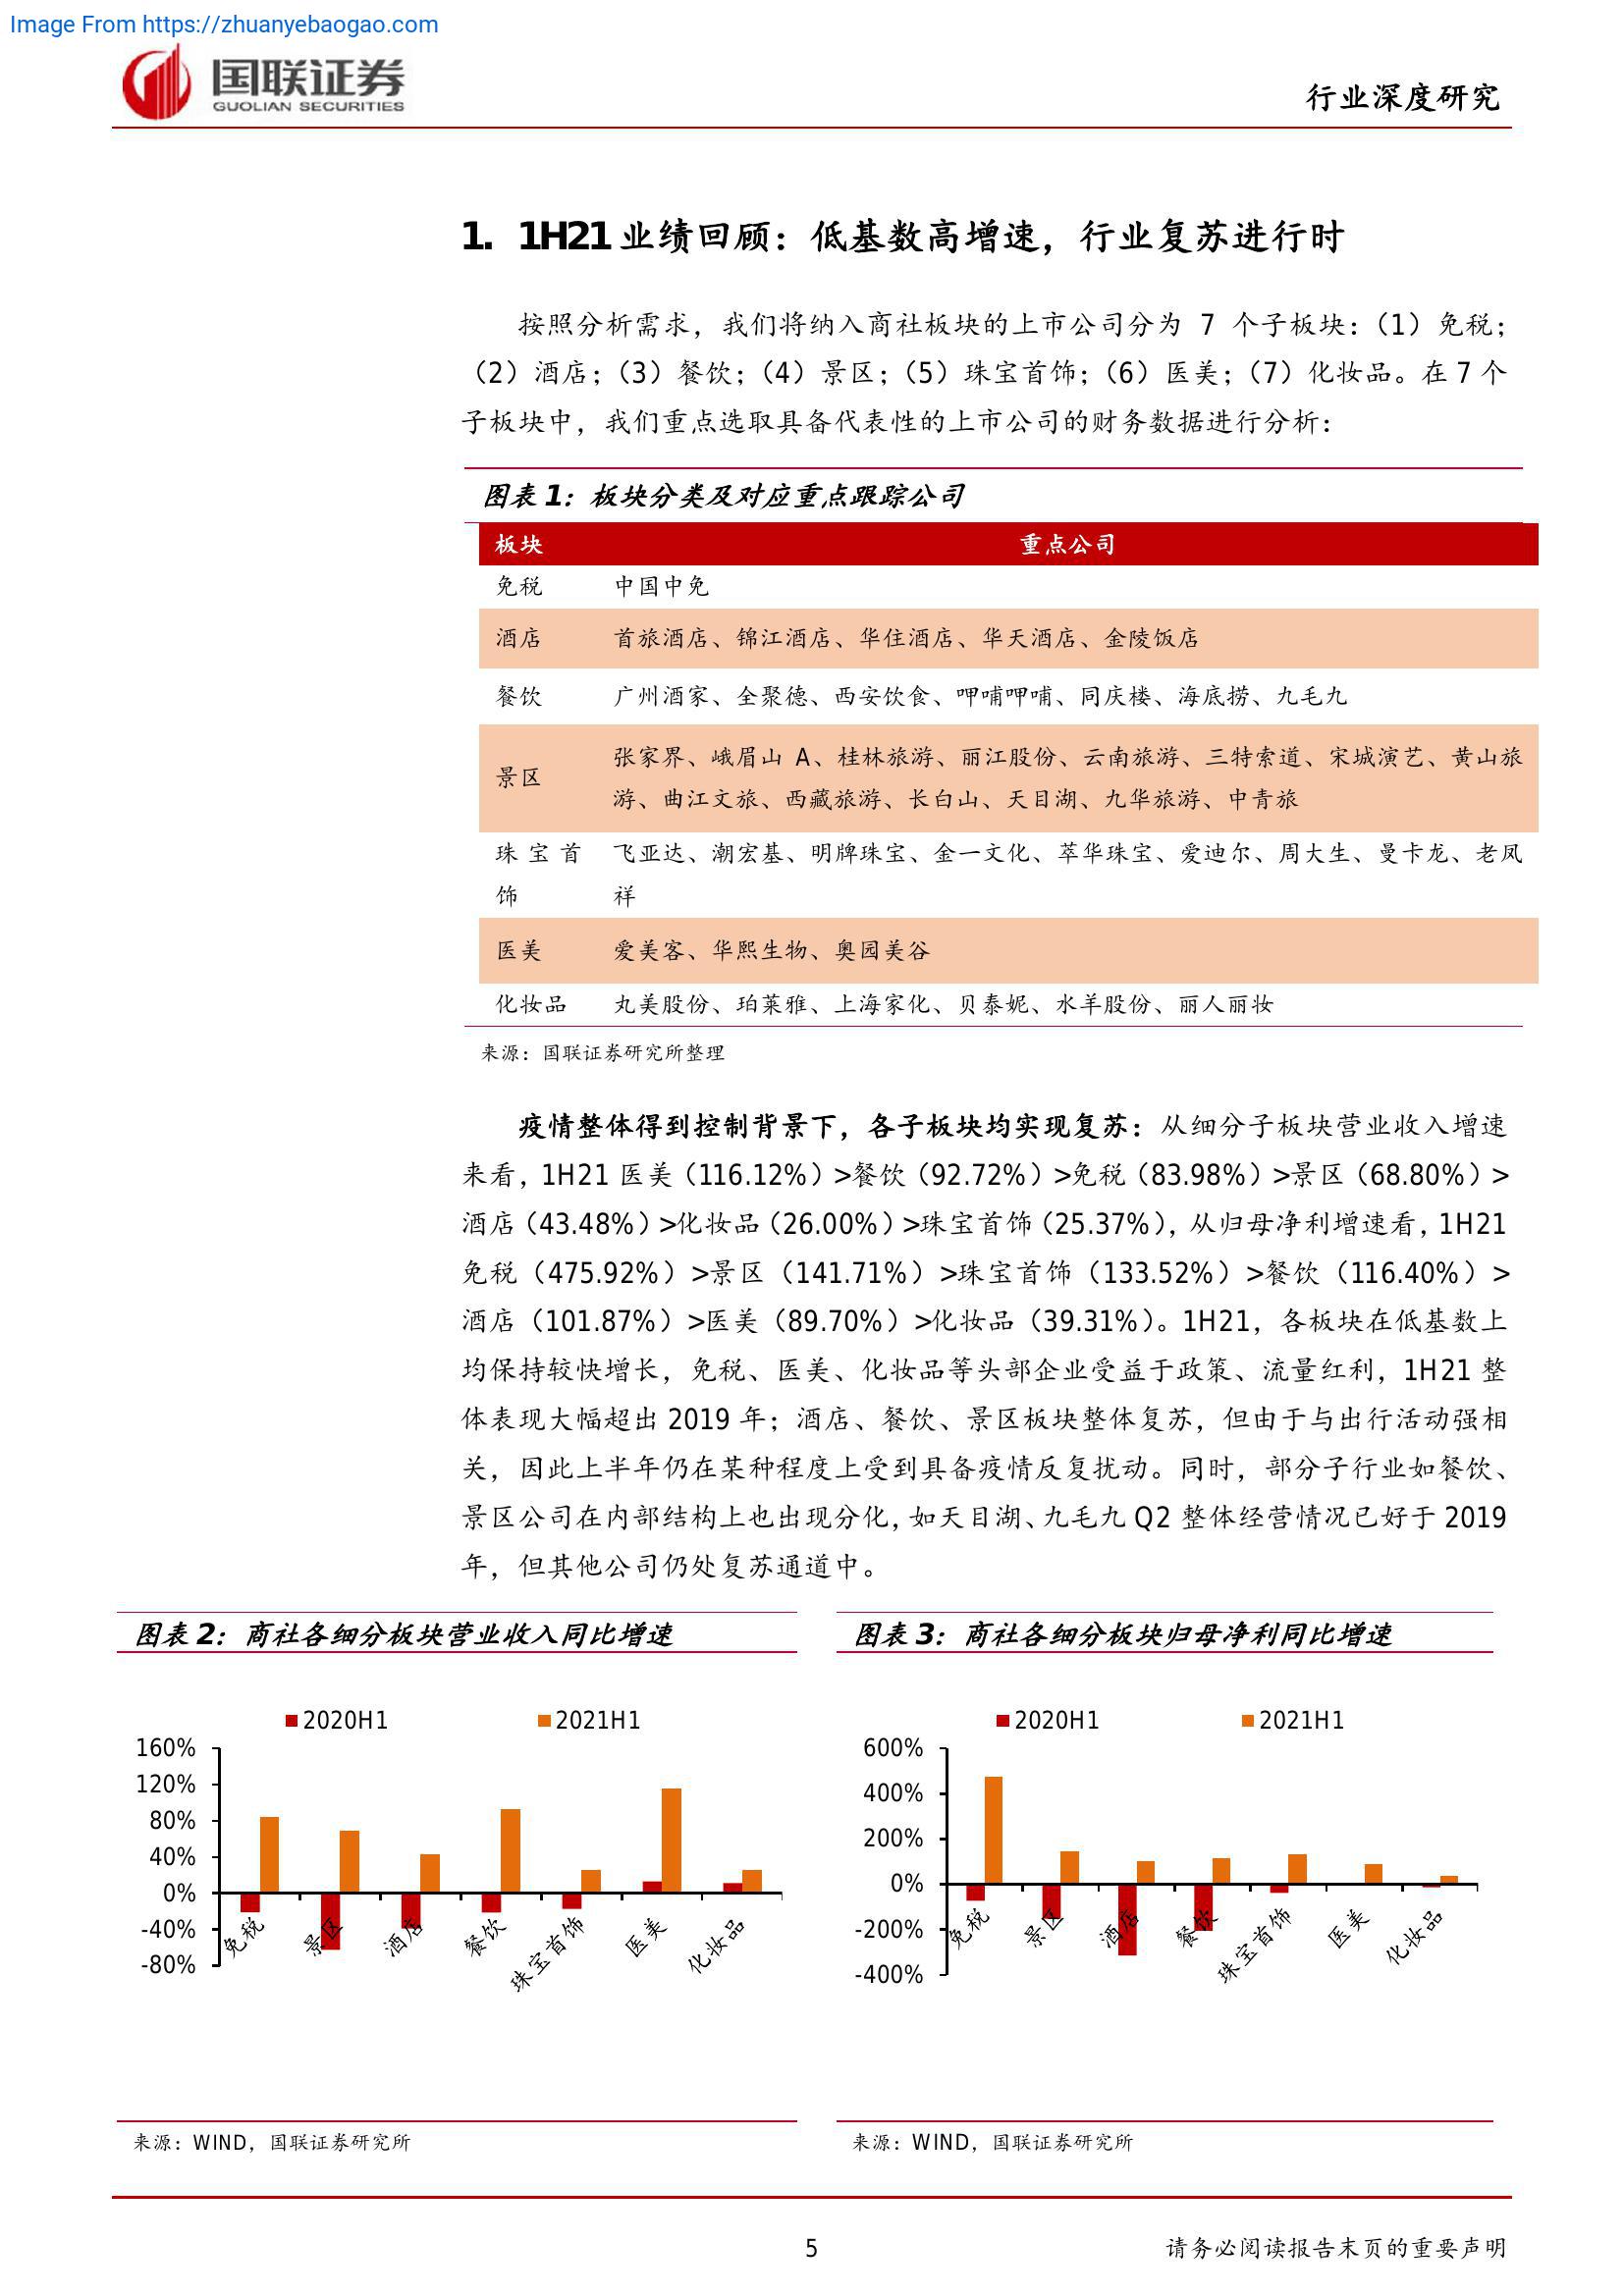 Image From https://zhuanyebaogao.com
国联证券
GUOLIAN SECURITIES
行业深度研究
1. 1H21 业绩回顾：低基数高增速，行业复苏进行时
按照分析需求，我们将纳入商社板块的上市公司分为 7 个子板块：（1）免税；
（2）酒店；（3）餐饮；（4）景区；（5）珠宝首饰；（6）医美；（7）化妆品。在 7 个
子板块中，我们重点选取具备代表性的上市公司的财务数据进行分析：
图表 1：板块分类及对应重点跟踪公司
板块 重点公司
免税 中国中免
酒店 首旅酒店、锦江酒店、华住酒店、华天酒店、金陵饭店
餐饮 广州酒家、全聚德、西安饮食、呷哺呷哺、同庆楼、海底捞、九毛九
景区 张家界、峨眉山 A、桂林旅游、丽江股份、云南旅游、三特索道、宋城演艺、黄山旅
游、曲江文旅、西藏旅游、长白山、天目湖、九华旅游、中青旅
珠宝首 飞亚达、潮宏基、明牌珠宝、金一文化、萃华珠宝、爱迪尔、周大生、曼卡龙、老凤
饰 祥
医美 爱美客、华熙生物、奥园美谷
化妆品 丸美股份、珀莱雅、上海家化、贝泰妮、水羊股份、丽人丽妆
来源：国联证券研究所整理
疫情整体得到控制背景下，各子板块均实现复苏：从细分子板块营业收入增速
来看，1H21 医美（116.12%）>餐饮（92.72%）>免税（83.98%）>景区（68.80%）>
酒店（43.48%）>化妆品（26.00%）>珠宝首饰（25.37%），从归母净利增速看，1H21
免税（475.92%）>景区（141.71%）>珠宝首饰（133.52%）>餐饮（116.40%）>
酒店（101.87%）>医美（89.70%）>化妆品（39.31%）。1H21，各板块在低基数上
均保持较快增长，免税、医美、化妆品等头部企业受益于政策、流量红利，1H21 整
体表现大幅超出 2019 年；酒店、餐饮、景区板块整体复苏，但由于与出行活动强相
关，因此上半年仍在某种程度上受到具备疫情反复扰动。同时，部分子行业如餐饮、
景区公司在内部结构上也出现分化，如天目湖、九毛九 Q2 整体经营情况已好于 2019
年，但其他公司仍处复苏通道中。
图表 2：商社各细分板块营业收入同比增速
2020H1 2021H1
160%
120%
80%
40%
0%
-40%
-80%
免税 景区 酒店 餐饮 珠宝首饰 医美 化妆品
来源：WIND，国联证券研究所
图表 3：商社各细分板块归母净利同比增速
2020H1 2021H1
600%
400%
200%
0%
-200%
-400%
免税 景区 酒店 餐饮 珠宝首饰 医美 化妆品
来源：WIND，国联证券研究所
5
请务必阅读报告末页的重要声明